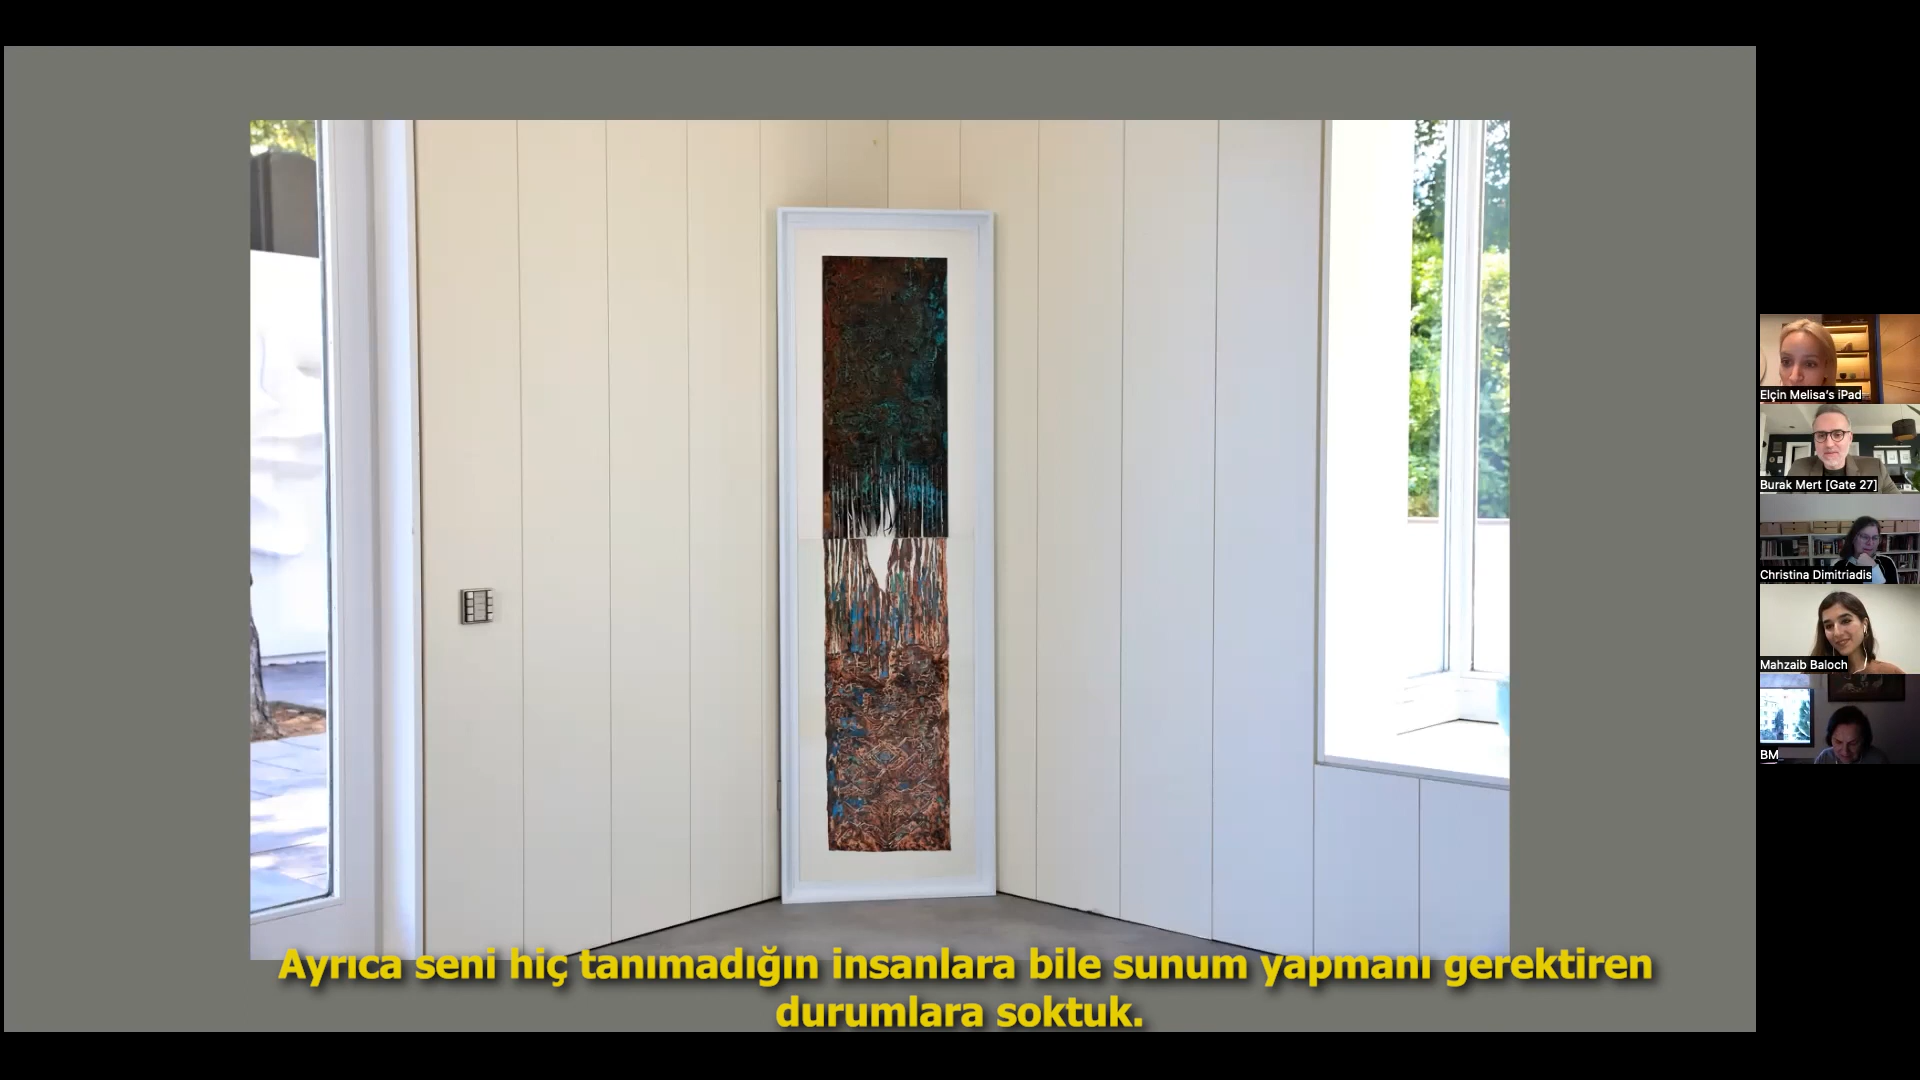 Elçin Melisa's iPad
Burak Mert [Gate 27]
Christina Dimitriadis
Mahzaib Baloch
BM
Ayrıca seni hiç tanımadığın insanlara bile sunum yapmanı gerektiren
durumlara soktuk.